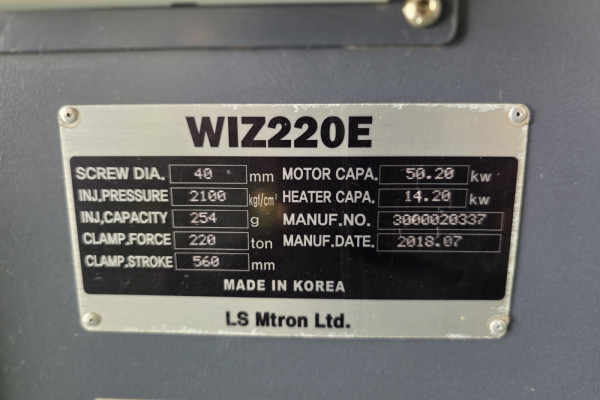 WIZ220E
SCREW DIA. 40 mm MOTOR CAPA. 50.20 kw
INJ.PRESSURE 2100 kgf/cm² HEATER CAPA. 14.20 kw
INJ.CAPACITY 254 g MANUF.NO. 3000020337
CLAMP.FORCE 220 ton MANUF.DATE. 2018.07
CLAMP.STROKE 560 mm
MADE IN KOREA
LS Mtron Ltd.